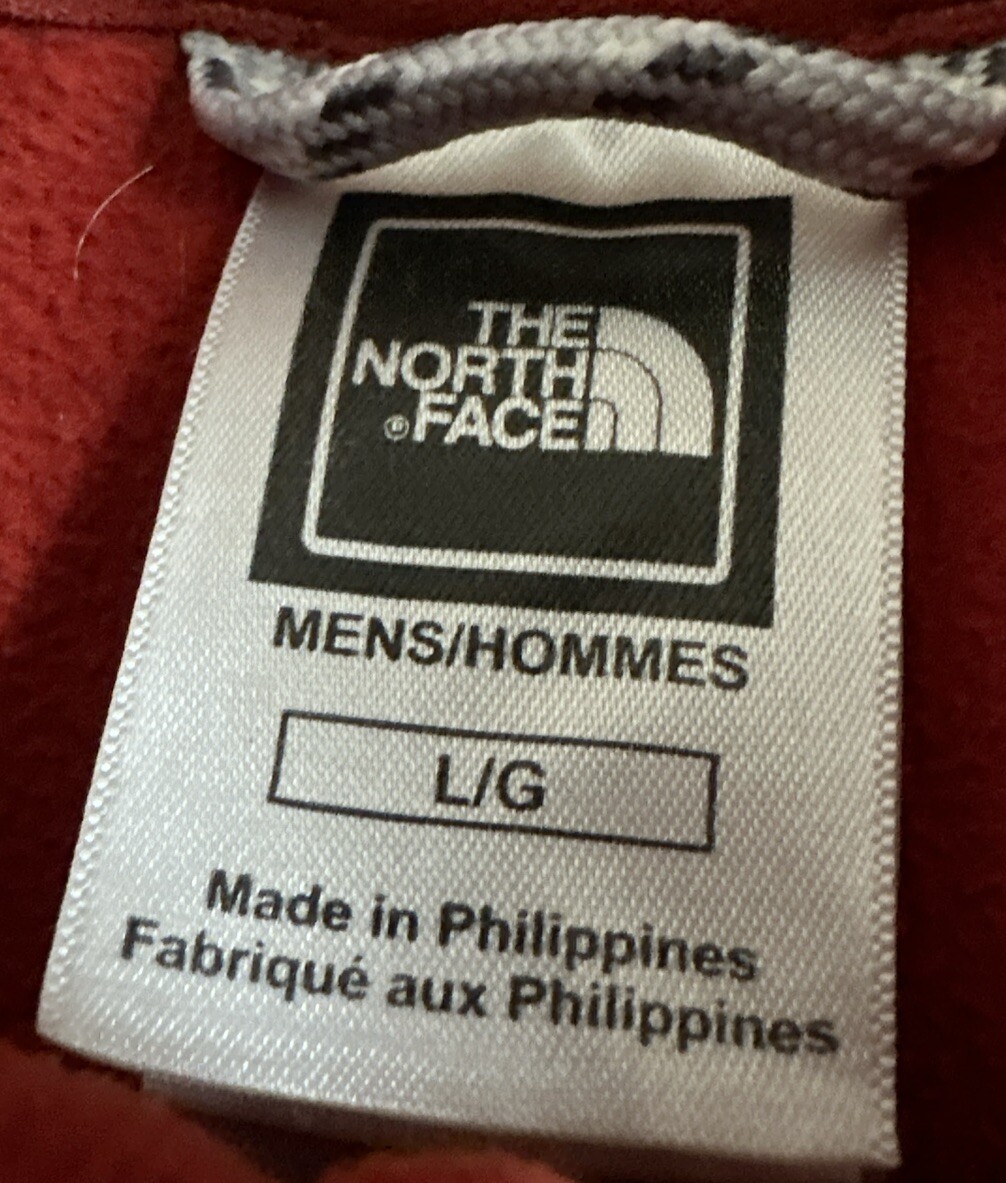 THE
NORTH
®FACE
MENS/HOMMES
L/G
Made in Philippines
Fabriqué aux Philippines